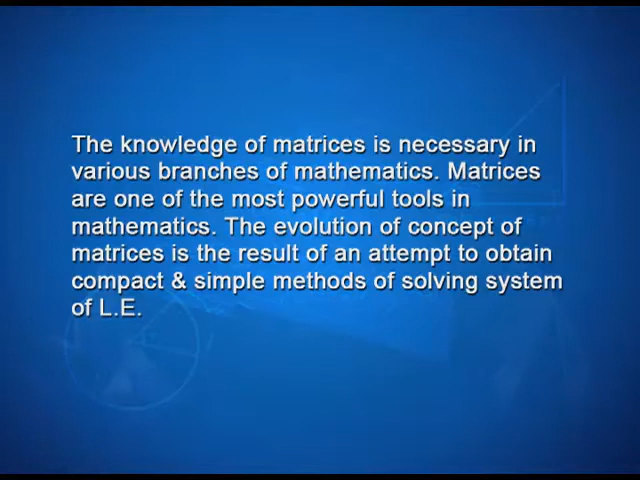 The knowledge of matrices is necessary in
various branches of mathematics. Matrices
are one of the most powerful tools in
mathematics. The evolution of concept of
matrices is the result of an attempt to obtain
compact & simple methods of solving system
of L.E.